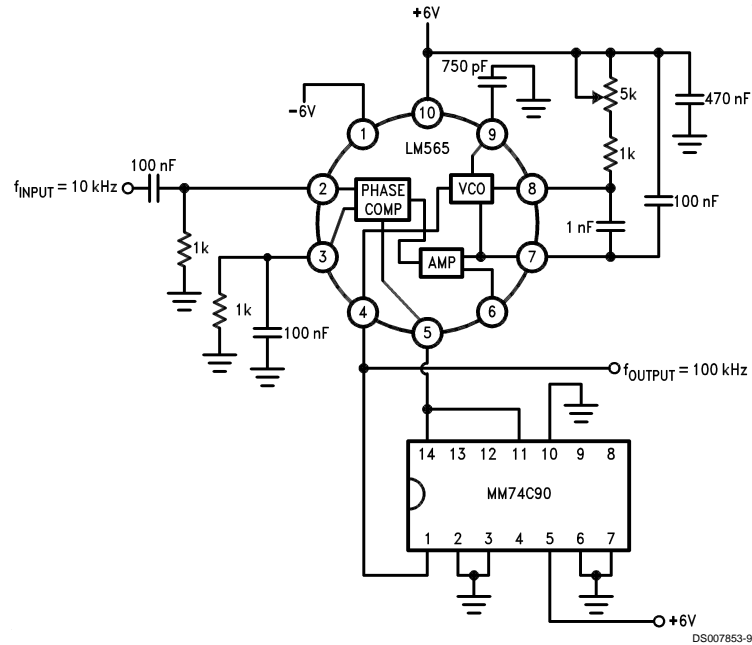 +6V
750 pF
5k
470 nF
-6V
10
1
9
LM565
100 nF
1k
fINPUT = 10 kHz
2
PHASE
COMP
VCO
8
100 nF
1 nF
1k
3
AMP
7
1k
100 nF
4
5
6
fOUTPUT = 100 kHz
14 13 12 11 10 9 8
MM74C90
1 2 3 4 5 6 7
+6V
DS007853-9